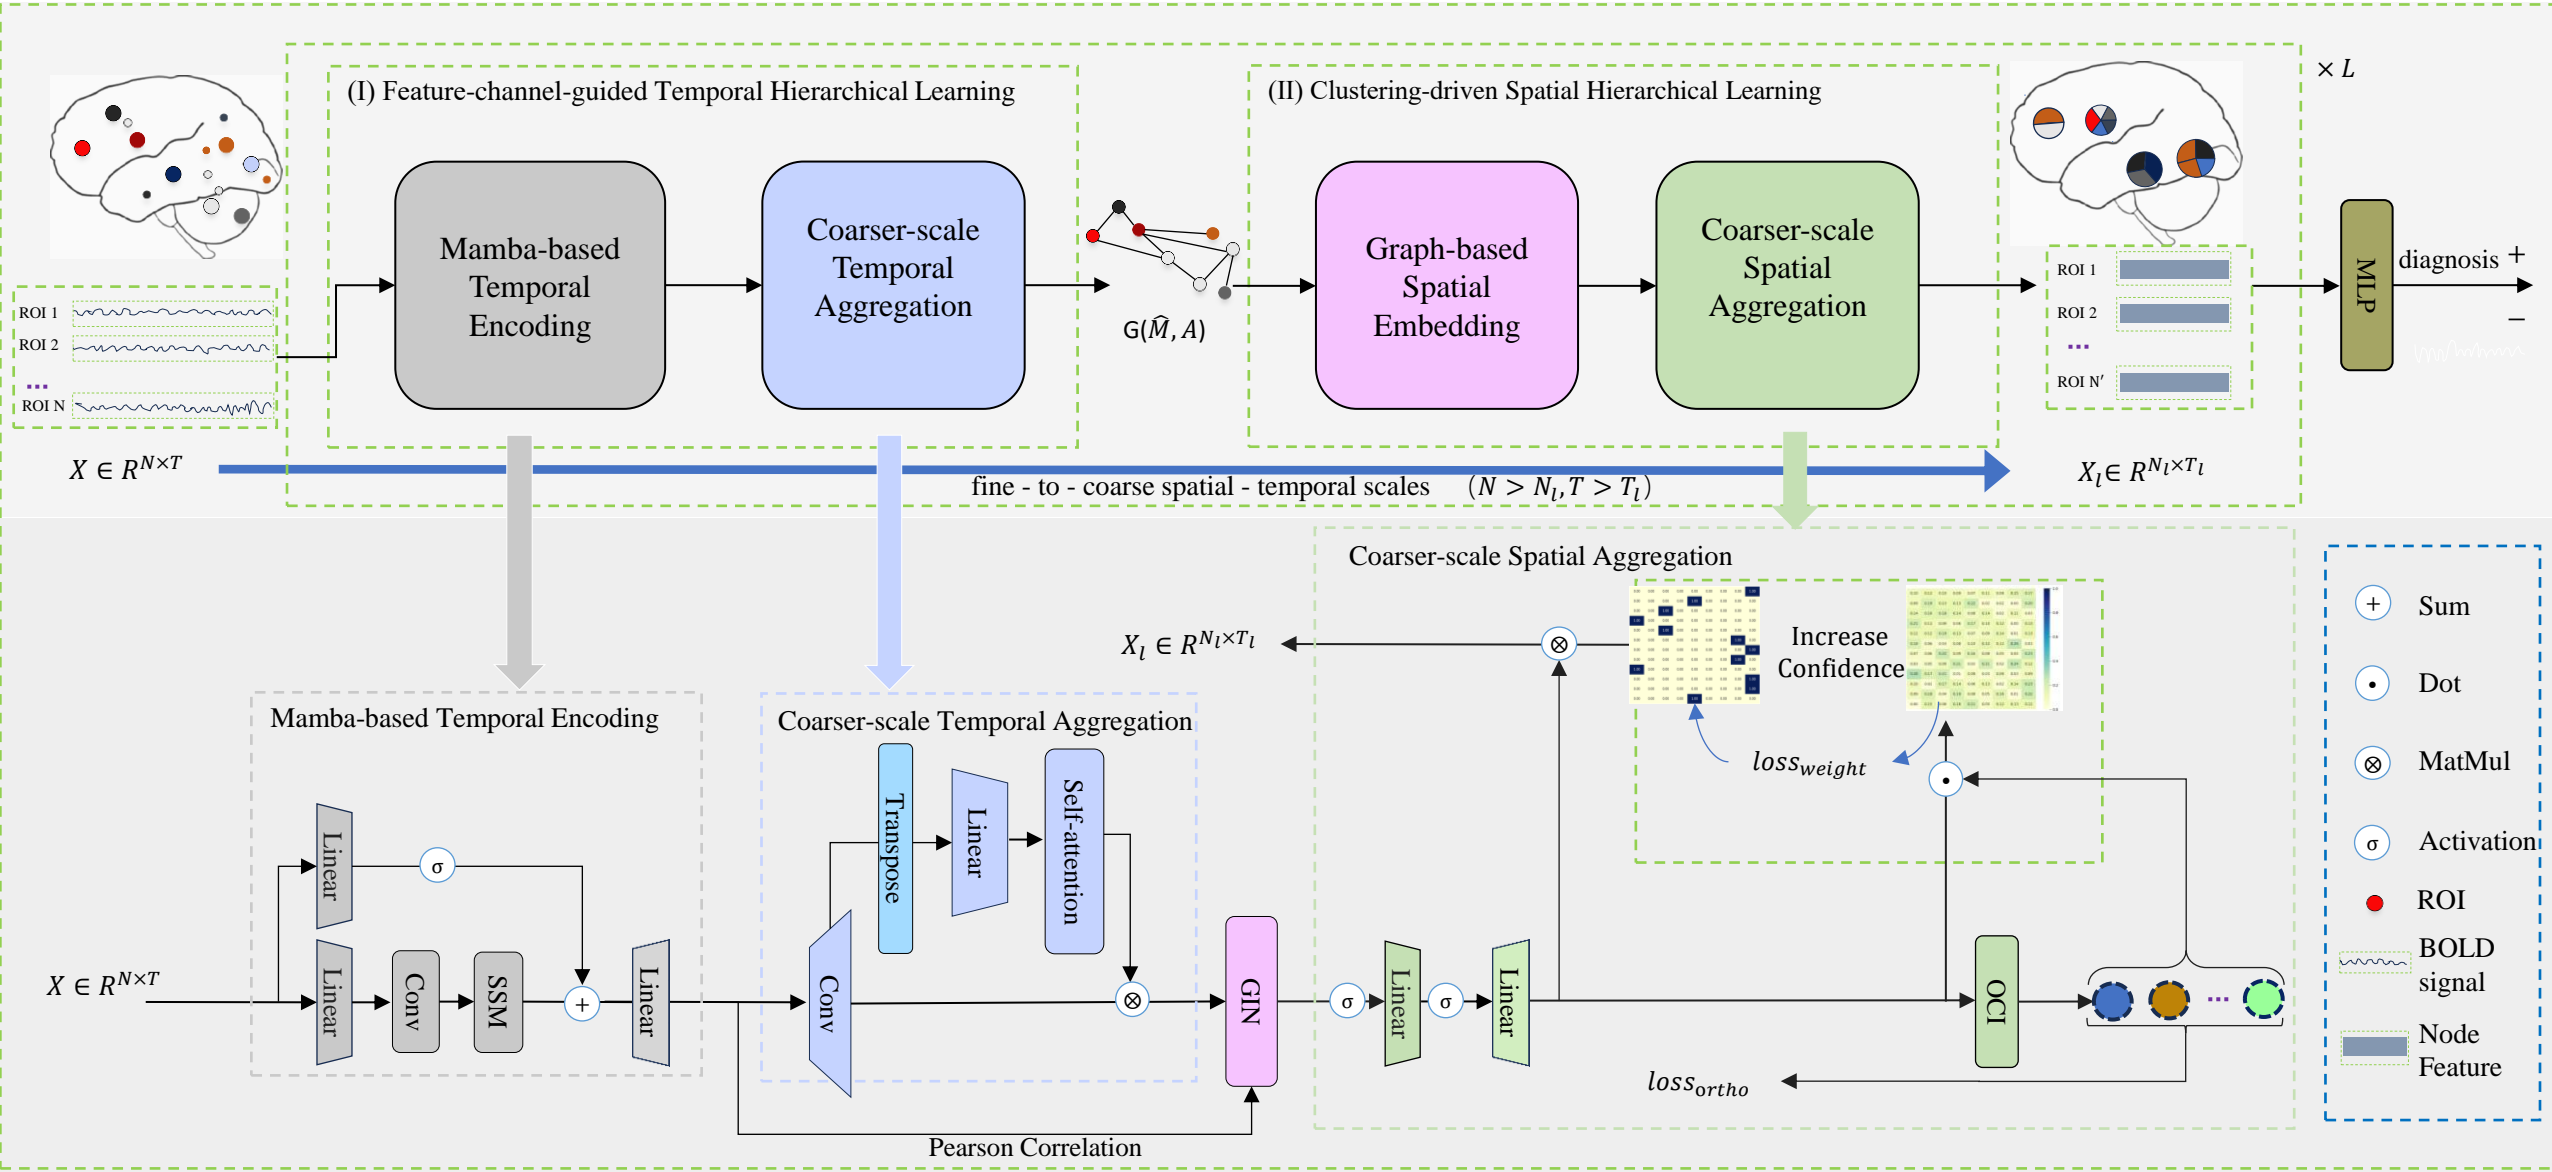 (I) Feature-channel-guided Temporal Hierarchical Learning
(II) Clustering-driven Spatial Hierarchical Learning
× L
Mamba-based
Temporal
Encoding
Coarser-scale
Temporal
Aggregation
G(M̂, A)
Graph-based
Spatial
Embedding
Coarser-scale
Spatial
Aggregation
ROI 1
ROI 2
...
ROI N
ROI 1
ROI 2
...
ROI N′
MLP
diagnosis +
−
X ∈ R^{N×T}
fine - to - coarse spatial - temporal scales (N > N_l, T > T_l)
X_l ∈ R^{N_l×T_l}
Coarser-scale Spatial Aggregation
X_l ∈ R^{N_l×T_l}
⊗
Increase
Confidence
loss_{weight}
Mamba-based Temporal Encoding
Linear
σ
X ∈ R^{N×T}
Linear
Conv
SSM
+
Linear
Coarser-scale Temporal Aggregation
Transpose
Linear
Self-attention
Conv
⊗
GIN
Pearson Correlation
σ
Linear
σ
Linear
OCI
...
loss_{ortho}
+ Sum
• Dot
⊗ MatMul
σ Activation
ROI
BOLD
signal
Node
Feature